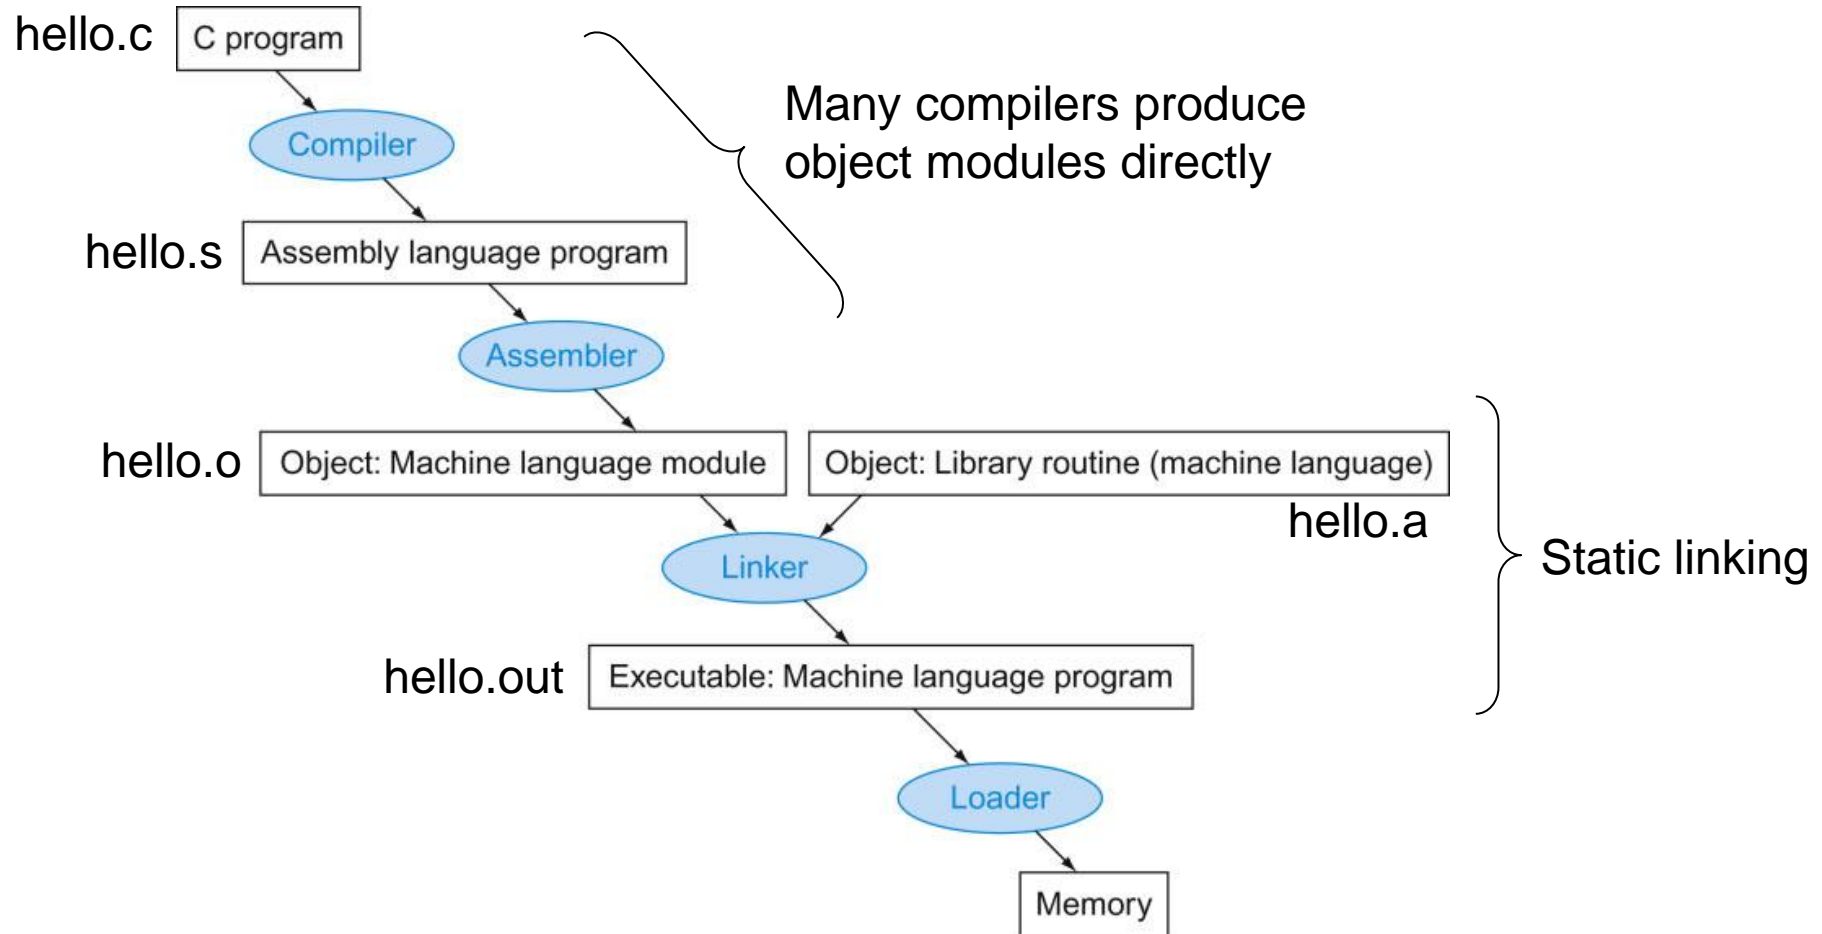 hello.c
C program
Many compilers produce
object modules directly
Compiler
hello.s
Assembly language program
Assembler
hello.o
Object: Machine language module
Object: Library routine (machine language)
hello.a
Static linking
Linker
hello.out
Executable: Machine language program
Loader
Memory